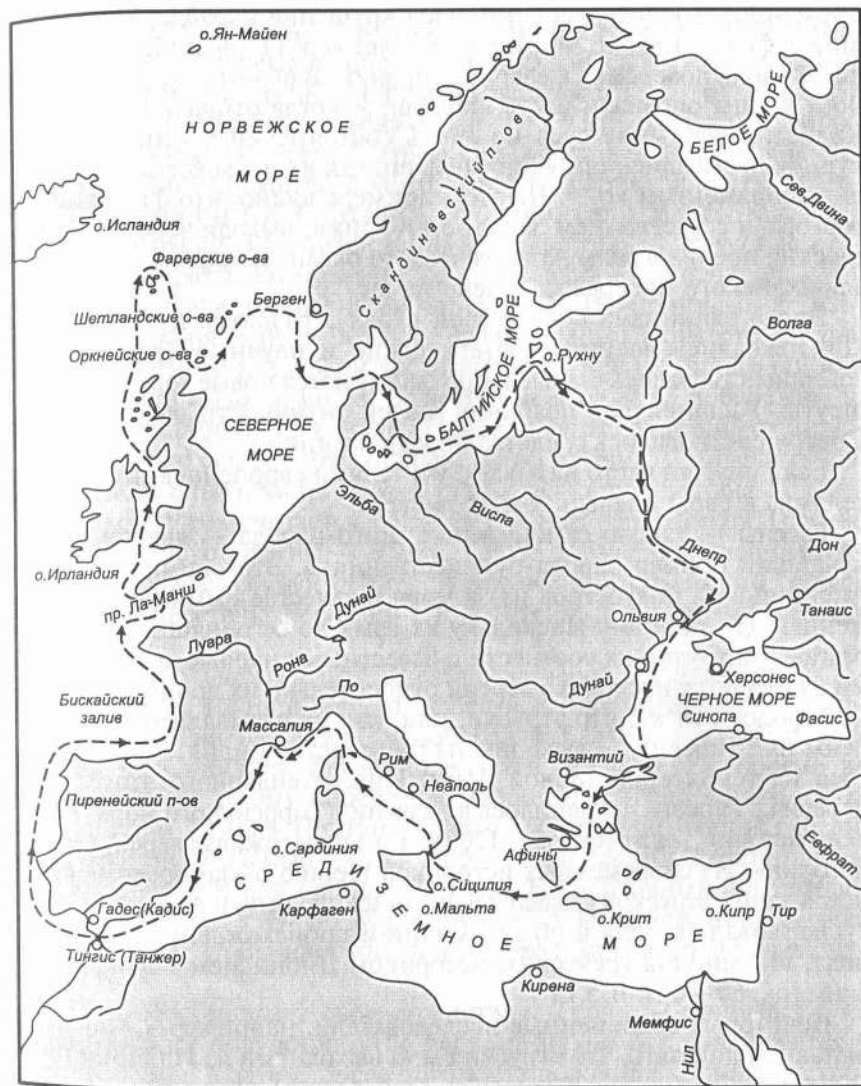 о.Ян-Майен
НОРВЕЖСКОЕ
МОРЕ
БЕЛОЕ МОРЕ
Сев.Двина
Скандинавский п-ов
о.Исландия
Фарерские о-ва
Шетландские о-ва
Берген
Оркнейские о-ва
Волга
о.Рухну
БАЛТИЙСКОЕ МОРЕ
СЕВЕРНОЕ
МОРЕ
Эльба
Висла
Днепр
Дон
о.Ирландия
пр. Ла-Манш
Дунай
Ольвия
Танаис
Луара
Рона
Дунай
Херсонес
ЧЕРНОЕ МОРЕ
Бискайский
залив
По
Синопа
Фасис
Массалия
Рим
Византий
Неаполь
Пиренейский п-ов
Евфрат
о.Сардиния
Афины
СРЕДИЗЕМНОЕ МОРЕ
о.Сицилия
Гадес(Кадис)
Карфаген
о.Мальта
о.Крит
о.Кипр
Тир
Тингис (Танжер)
Кирена
Мемфис
Нил